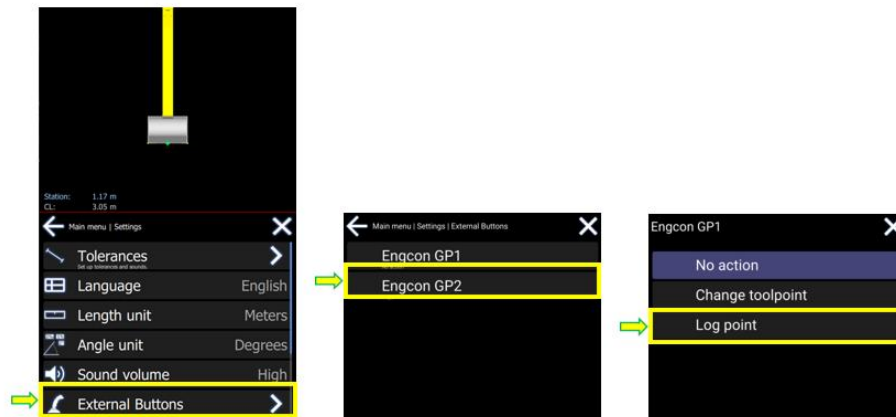 Station: 1.17 m
CL: 3.05 m
Main menu | Settings
Tolerances
Set up tolerances and sounds.
Language English
Length unit Meters
Angle unit Degrees
Sound volume High
External Buttons
Main menu | Settings | External Buttons
Engcon GP1
Engcon GP2
Engcon GP1
No action
Change toolpoint
Log point